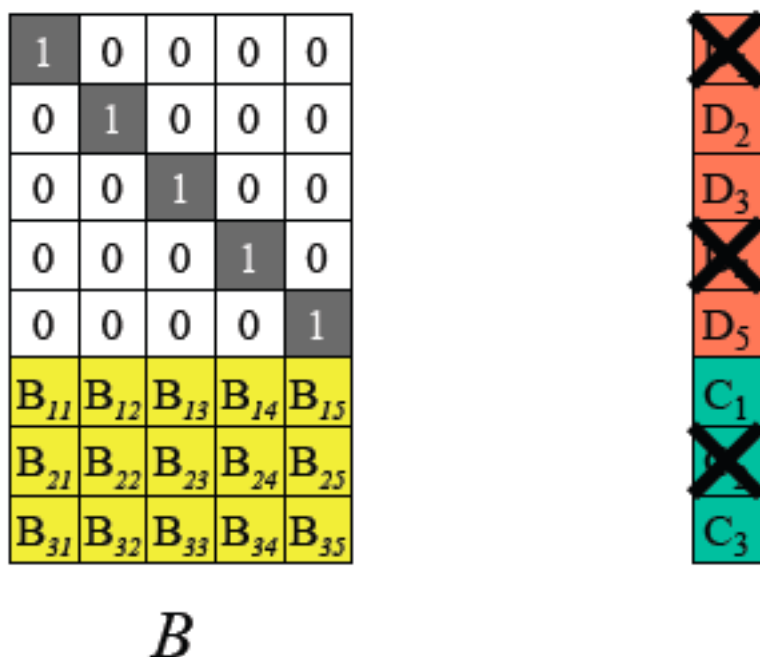 1 0 0 0 0
0 1 0 0 0 D₂
0 0 1 0 0 D₃
0 0 0 1 0
0 0 0 0 1 D₅
B₁₁ B₁₂ B₁₃ B₁₄ B₁₅ C₁
B₂₁ B₂₂ B₂₃ B₂₄ B₂₅
B₃₁ B₃₂ B₃₃ B₃₄ B₃₅ C₃
B